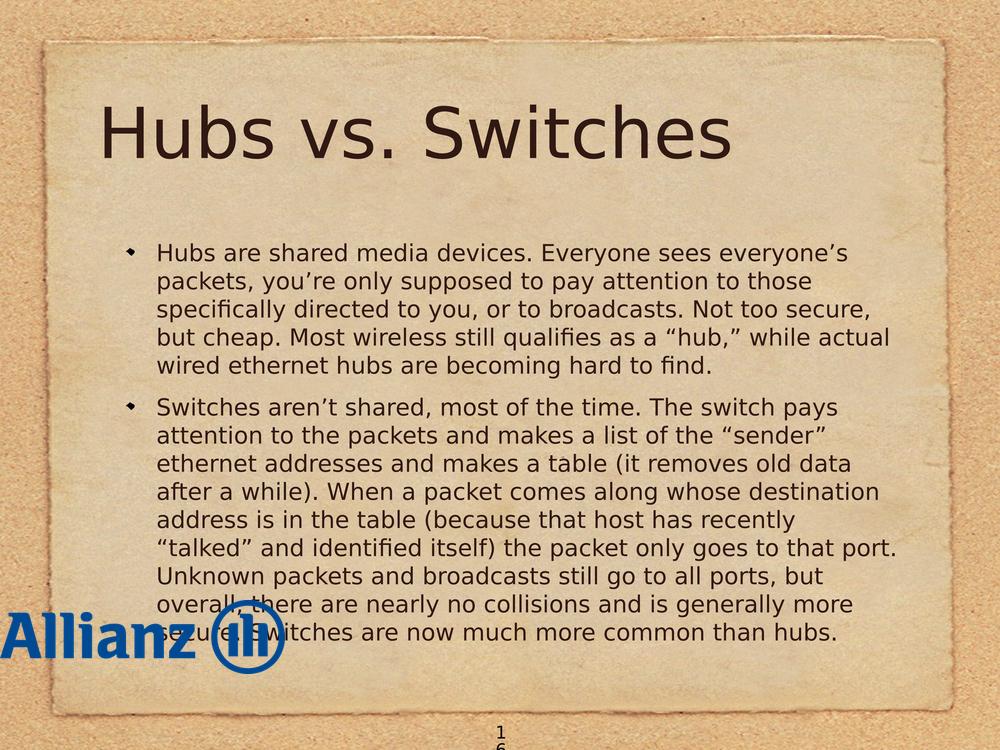 Hubs vs. Switches
Hubs are shared media devices. Everyone sees everyone’s
packets, you’re only supposed to pay attention to those
specifically directed to you, or to broadcasts. Not too secure,
but cheap. Most wireless still qualifies as a “hub,” while actual
wired ethernet hubs are becoming hard to find.
Switches aren’t shared, most of the time. The switch pays
attention to the packets and makes a list of the “sender”
ethernet addresses and makes a table (it removes old data
after a while). When a packet comes along whose destination
address is in the table (because that host has recently
“talked” and identified itself) the packet only goes to that port.
Unknown packets and broadcasts still go to all ports, but
overall, there are nearly no collisions and is generally more
secure. Switches are now much more common than hubs.
Allianz
1
6